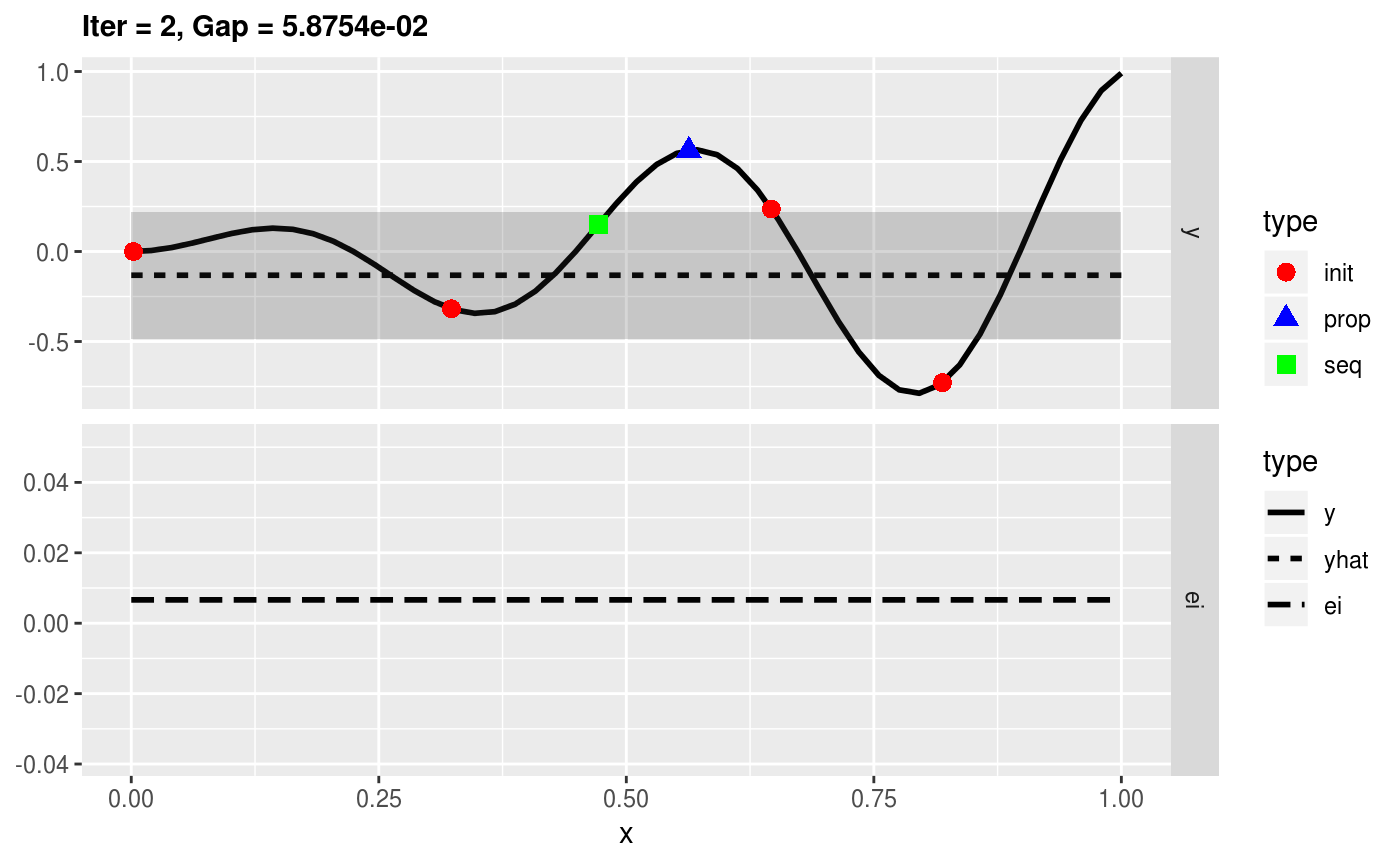 Iter = 2, Gap = 5.8754e-02
1.0
0.5
0.0
-0.5
y
0.04
0.02
0.00
-0.02
-0.04
ei
0.00 0.25 0.50 0.75 1.00
x
type
init
prop
seq
type
y
yhat
ei